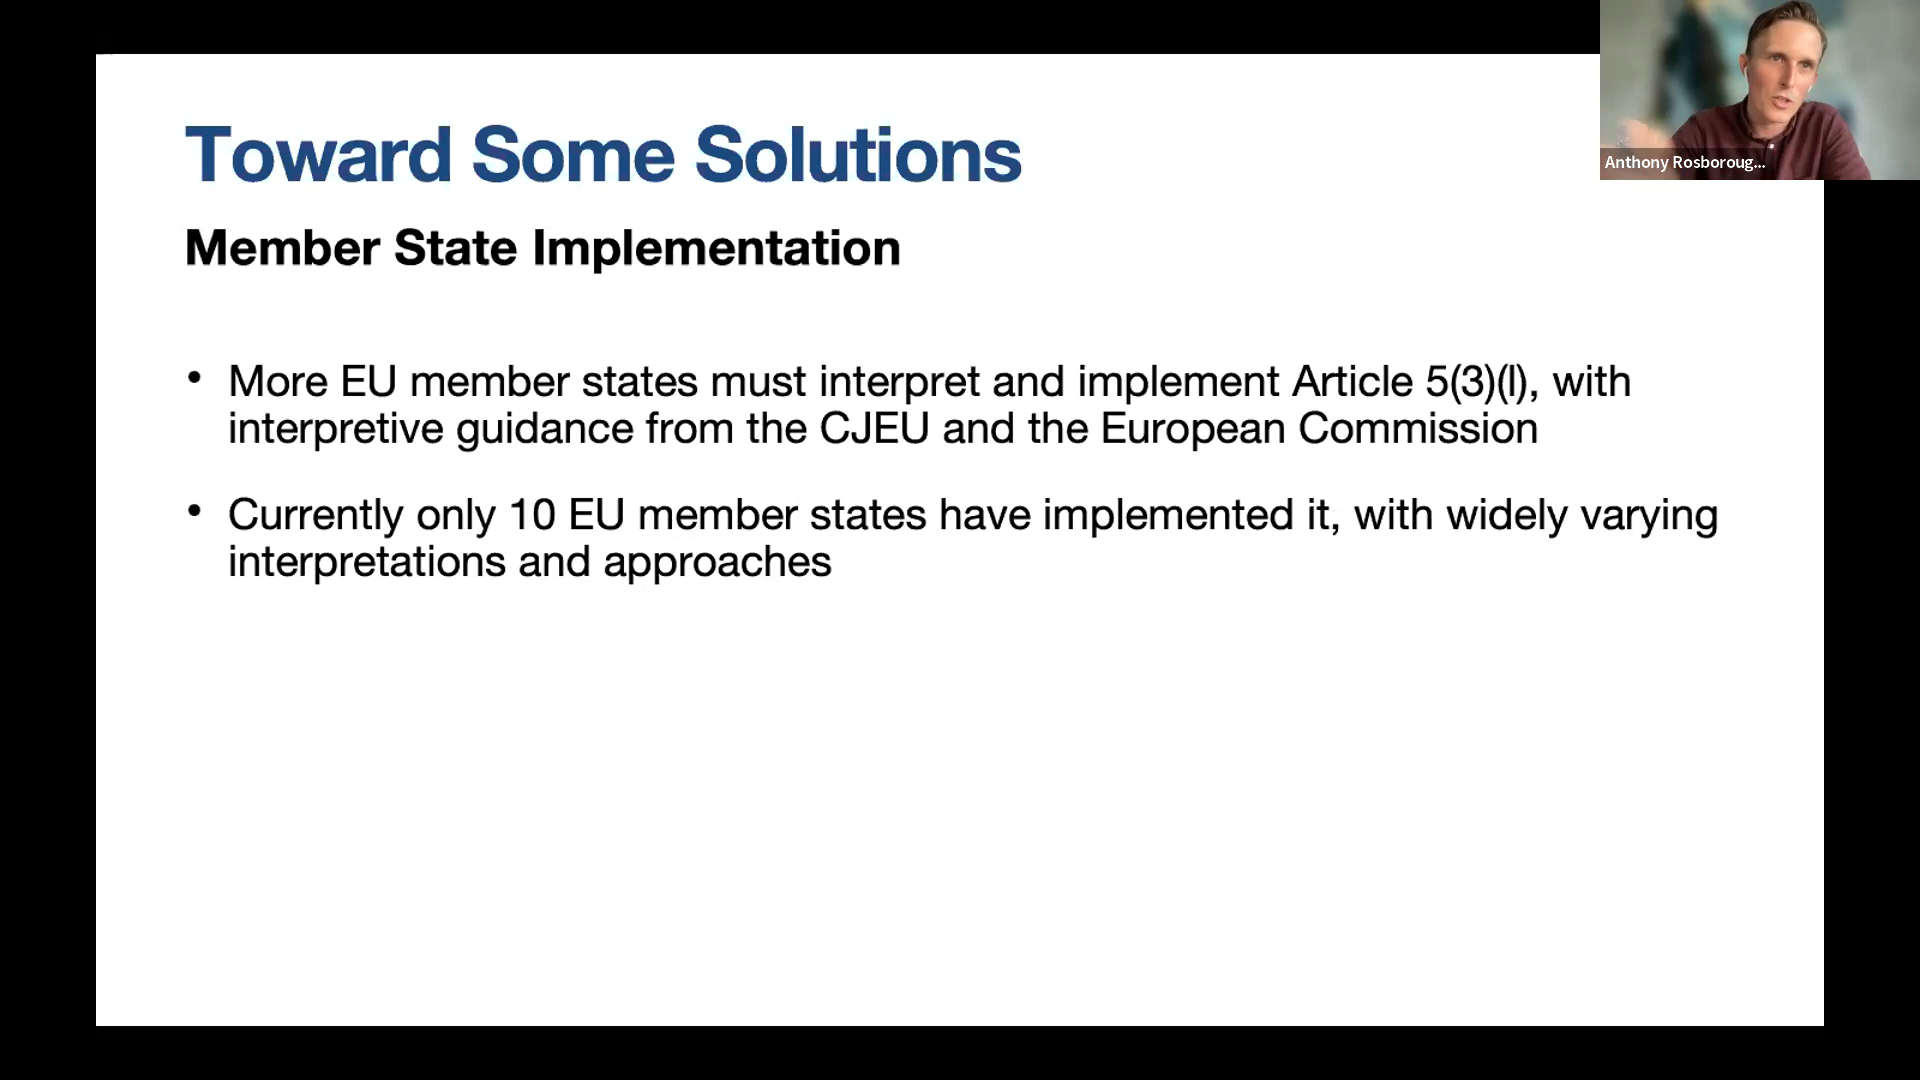 Toward Some Solutions
Member State Implementation
• More EU member states must interpret and implement Article 5(3)(l), with
interpretive guidance from the CJEU and the European Commission
• Currently only 10 EU member states have implemented it, with widely varying
interpretations and approaches
Anthony Rosboroug...